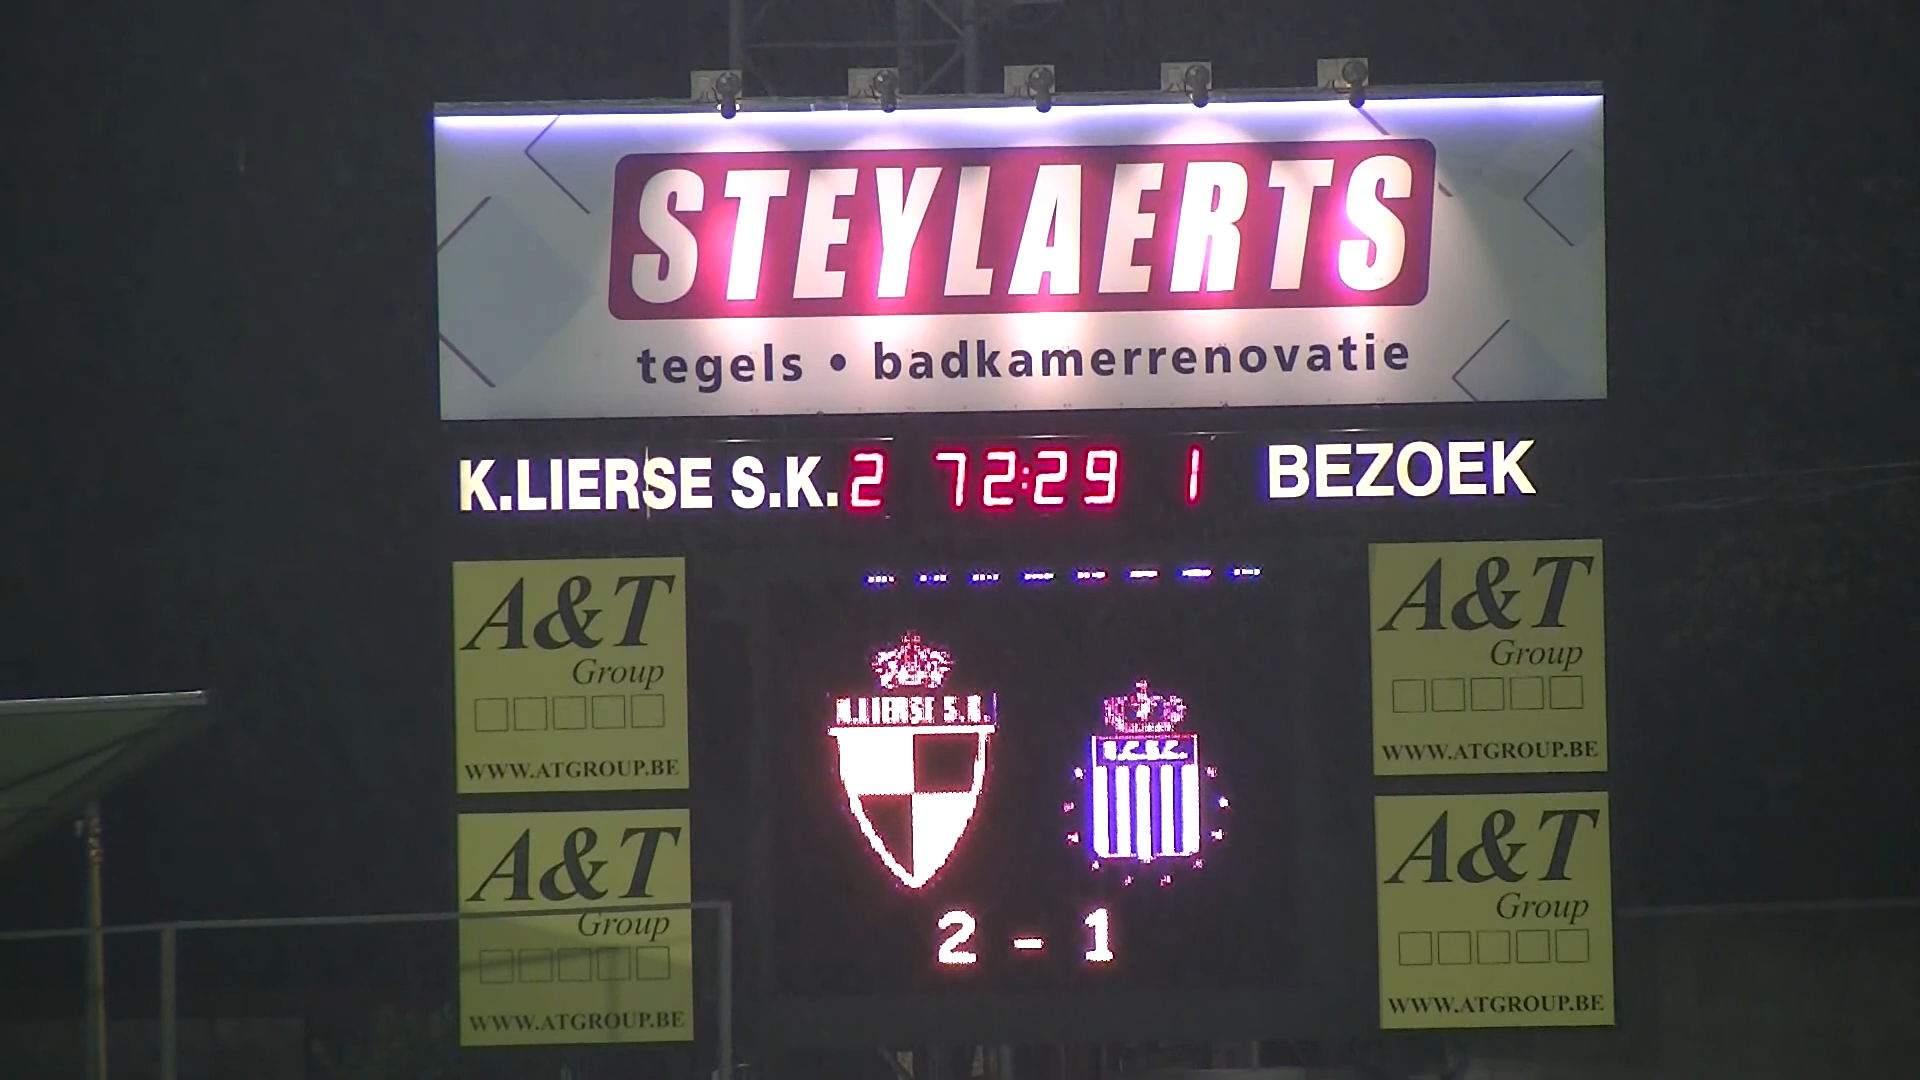 STEYLAERTS
tegels • badkamerrenovatie
K.LIERSE S.K. 2 72:29 1 BEZOEK
A&T
Group
WWW.ATGROUP.BE
A&T
Group
WWW.ATGROUP.BE
K.LIERSE S.K.
R.C.S.C.
2 - 1
A&T
Group
WWW.ATGROUP.BE
A&T
Group
WWW.ATGROUP.BE